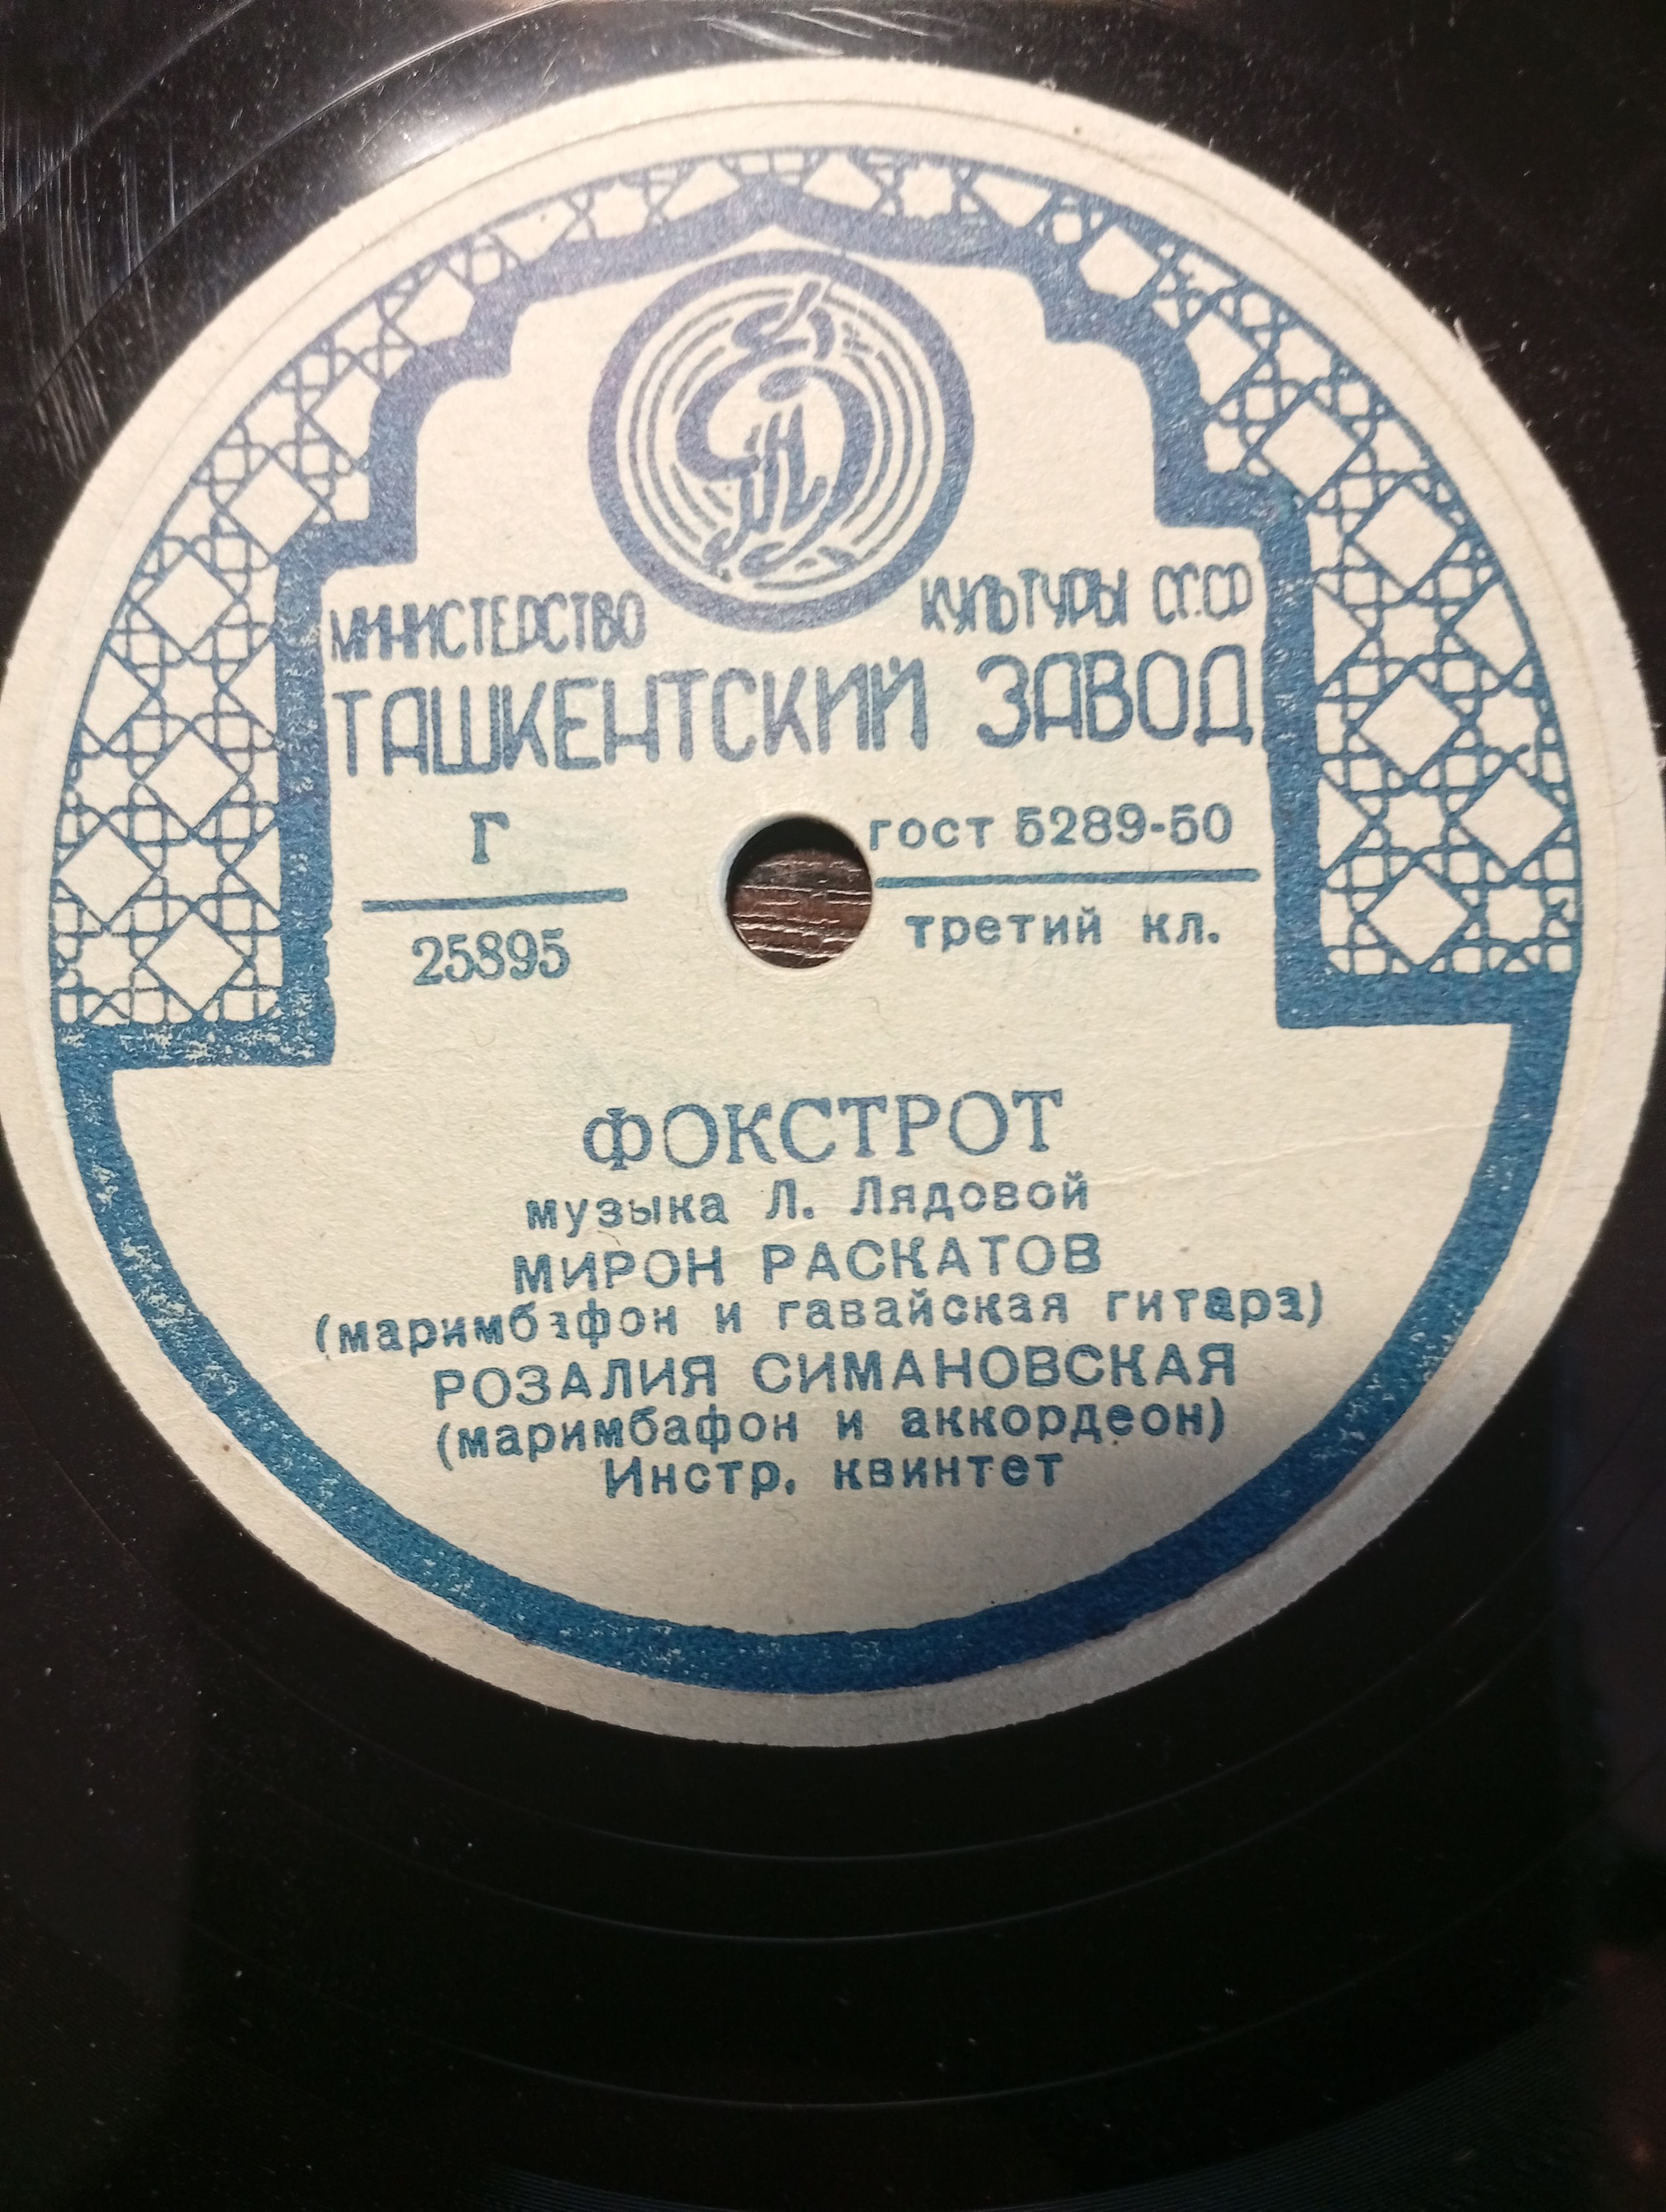 МИНИСТЕРСТВО КУЛЬТУРЫ СССР
ТАШКЕНТСКИЙ ЗАВОД
Г гост 5289-50
25895 третий кл.
ФОКСТРОТ
музыка Л. Лядовой
МИРОН РАСКАТОВ
(маримбафон и гавайская гитара)
РОЗАЛИЯ СИМАНОВСКАЯ
(маримбафон и аккордеон)
Инстр. квинтет